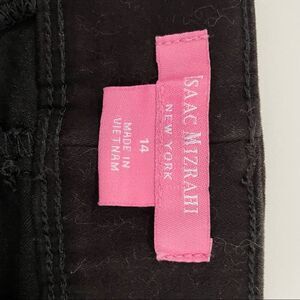 ISAAC MIZRAHI
NEW YORK
14
MADE IN
VIETNAM